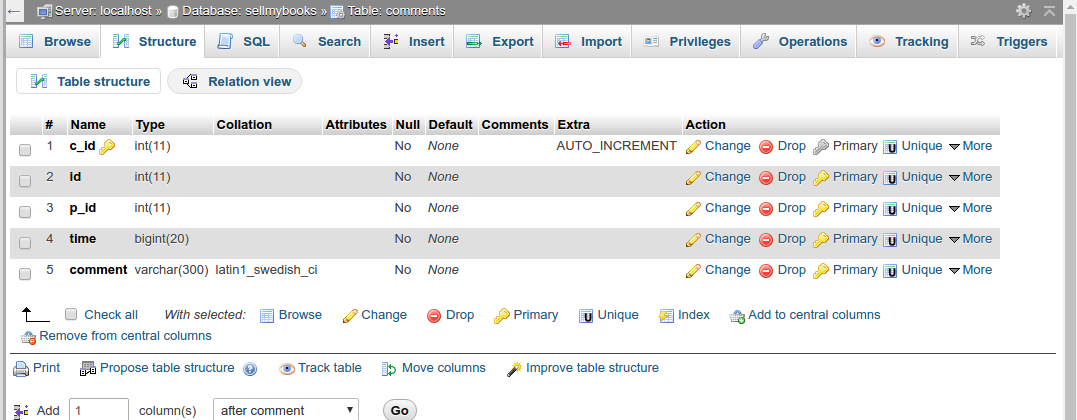 Server: localhost » Database: sellmybooks » Table: comments
Browse Structure SQL Search Insert Export Import Privileges Operations Tracking Triggers
Table structure Relation view
# Name Type Collation Attributes Null Default Comments Extra Action
1 c_id int(11) No None AUTO_INCREMENT Change Drop Primary Unique More
2 id int(11) No None Change Drop Primary Unique More
3 p_id int(11) No None Change Drop Primary Unique More
4 time bigint(20) No None Change Drop Primary Unique More
5 comment varchar(300) latin1_swedish_ci No None Change Drop Primary Unique More
Check all With selected: Browse Change Drop Primary Unique Index Add to central columns
Remove from central columns
Print Propose table structure Track table Move columns Improve table structure
Add 1 column(s) after comment Go